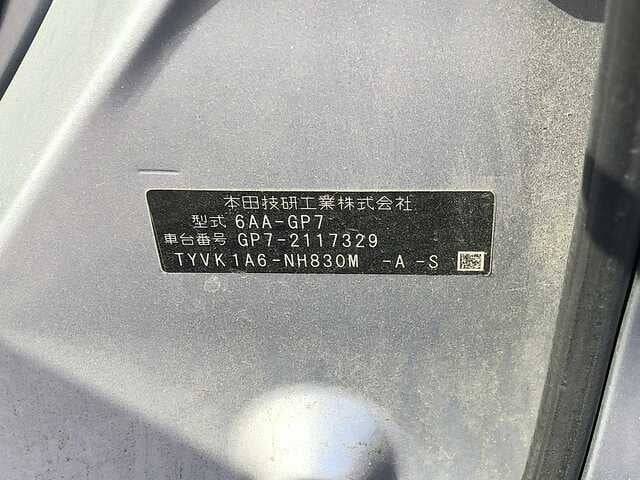 本田技研工業株式会社
型式 6AA-GP7
車台番号 GP7-2117329
TYVK1A6-NH830M -A -S